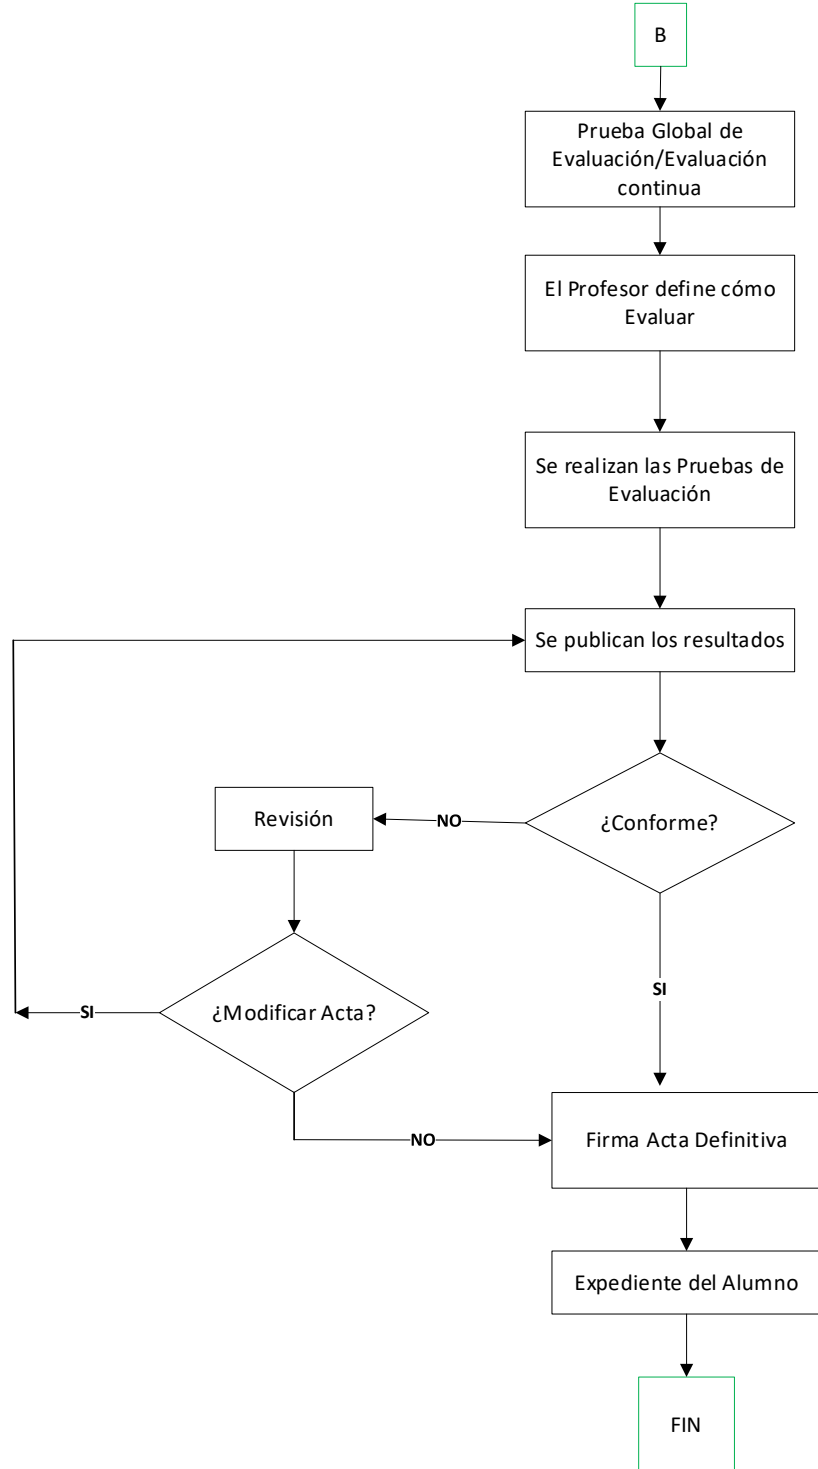 B
Prueba Global de
Evaluación/Evaluación
continua
El Profesor define cómo
Evaluar
Se realizan las Pruebas de
Evaluación
Se publican los resultados
Revisión
NO
¿Conforme?
SI
¿Modificar Acta?
SI
NO
Firma Acta Definitiva
Expediente del Alumno
FIN